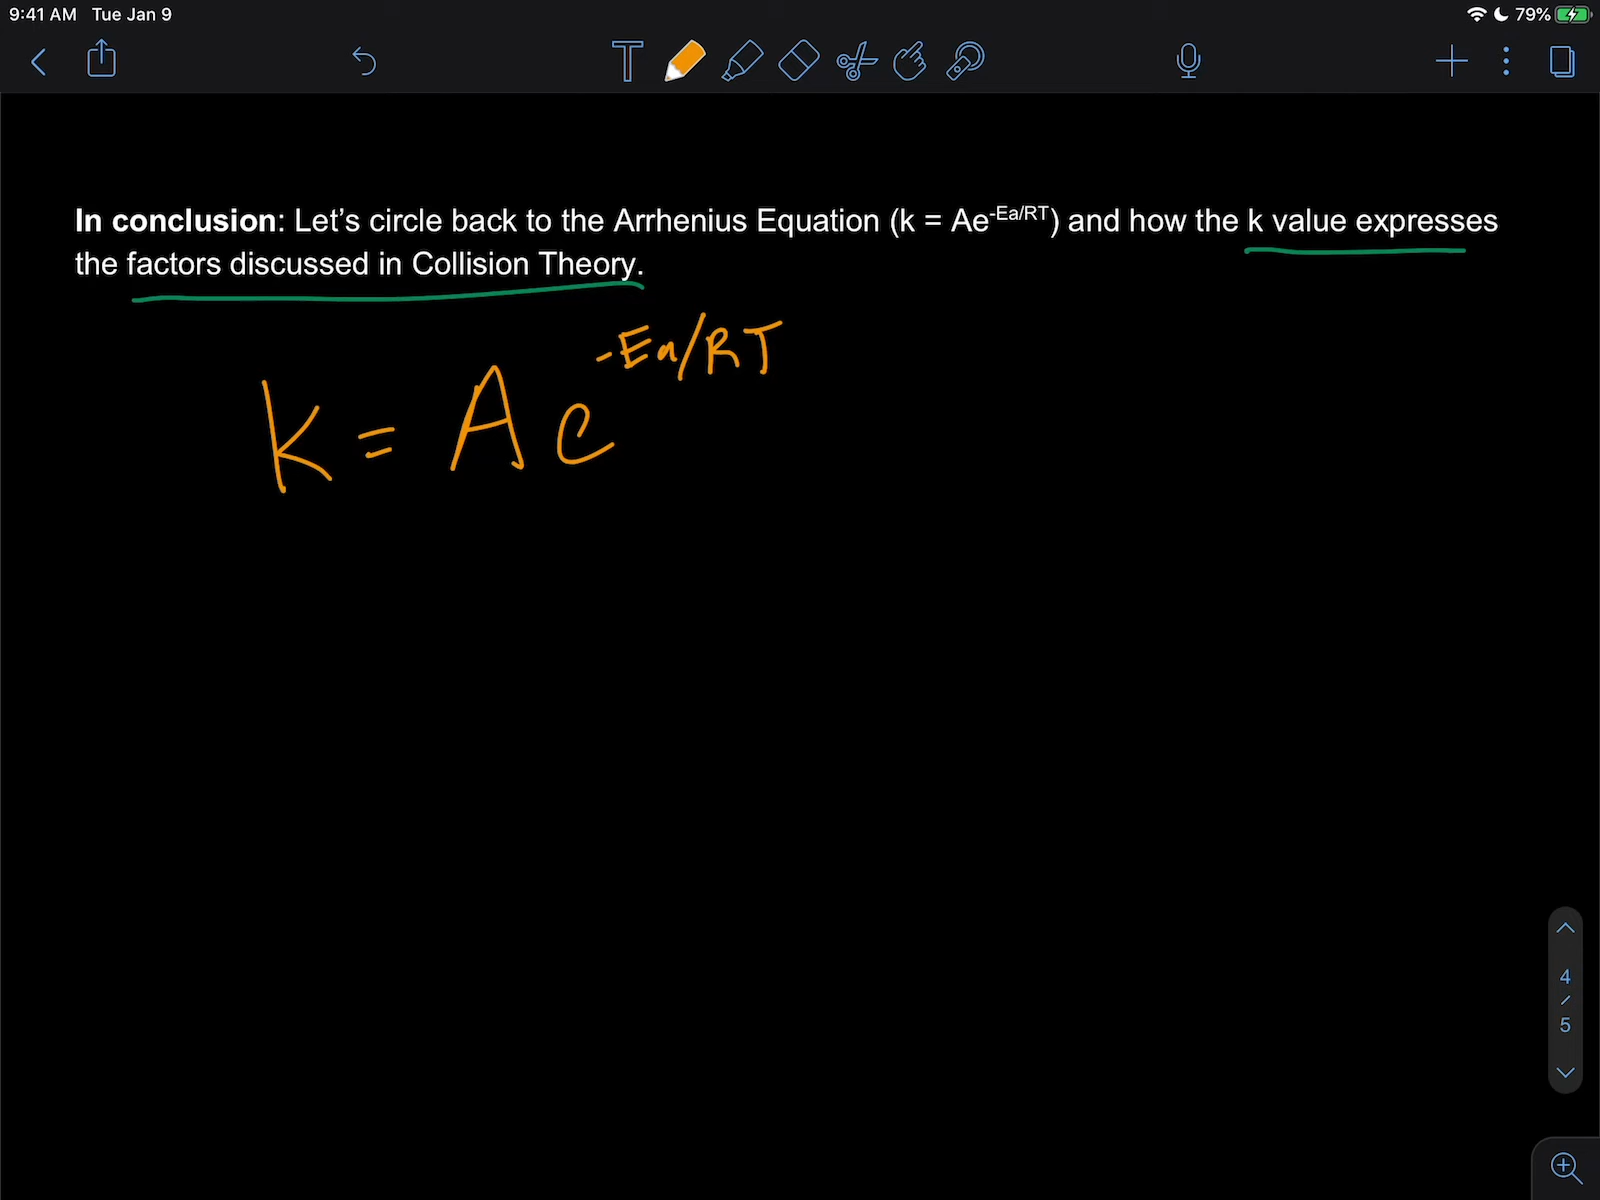 9:41 AM Tue Jan 9 79%
T
In conclusion: Let’s circle back to the Arrhenius Equation (k = Ae-Ea/RT) and how the k value expresses
the factors discussed in Collision Theory.
k = A e -Ea/RT
4
/
5